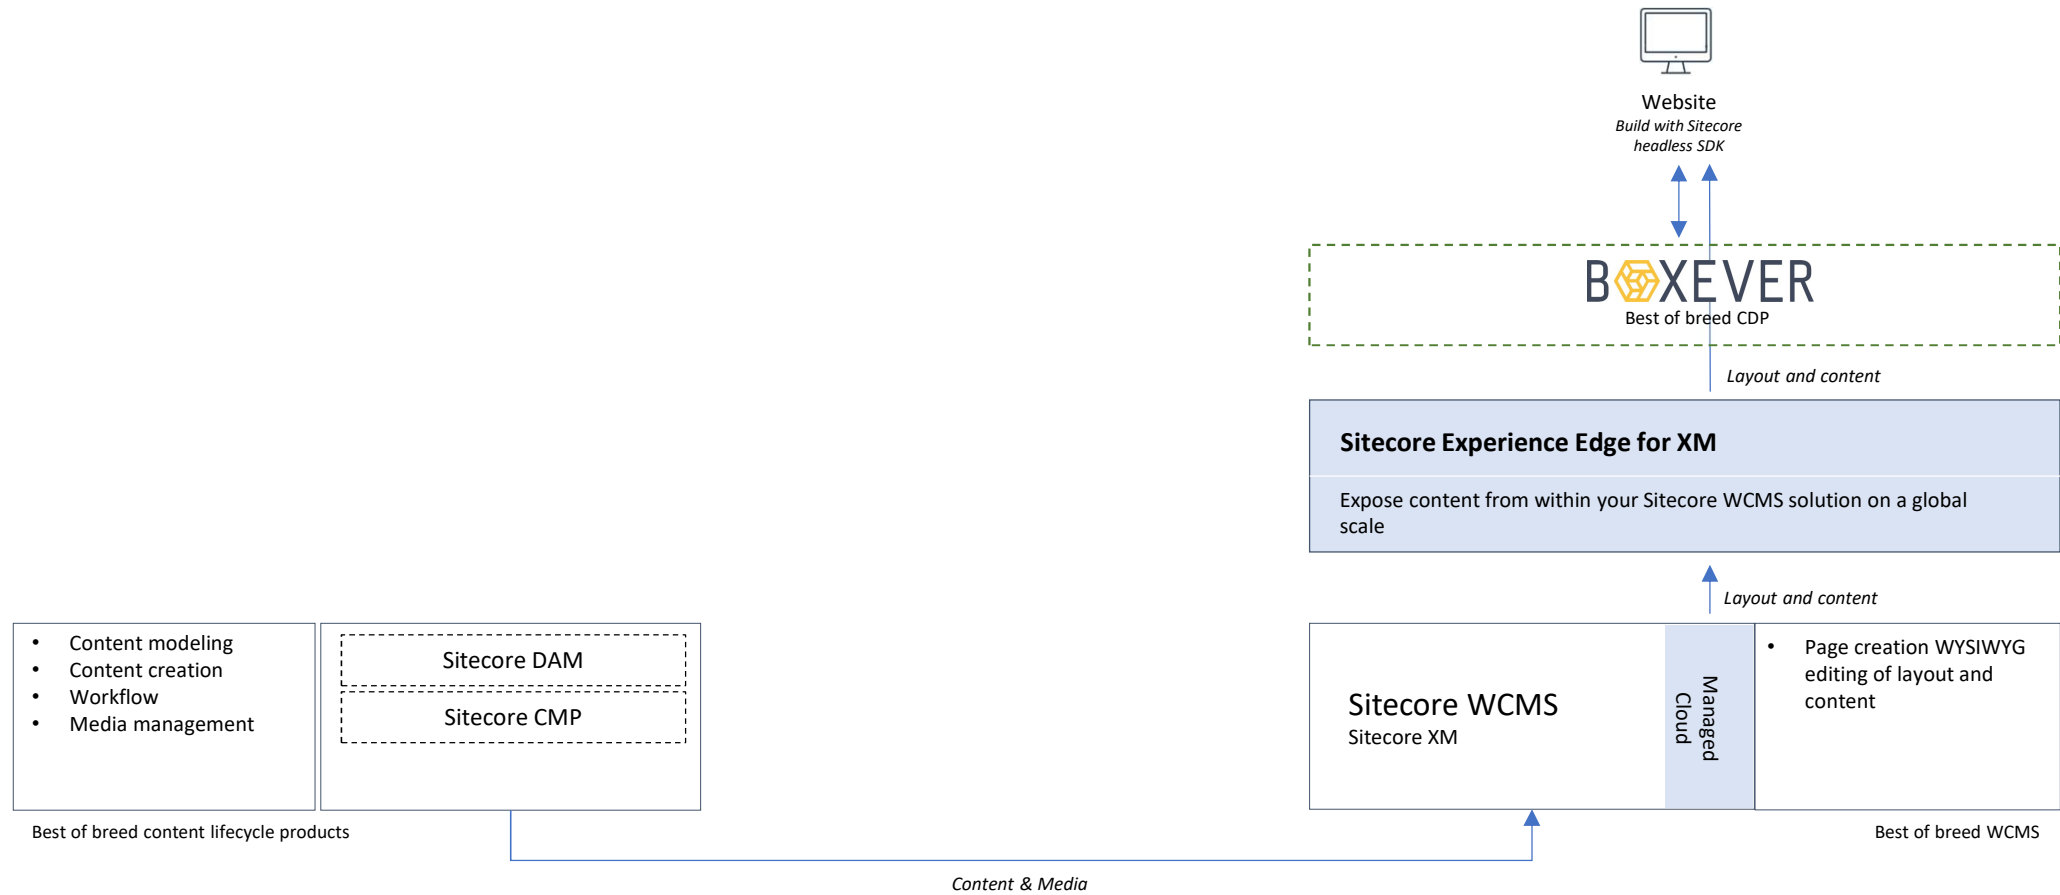 Website
Build with Sitecore
headless SDK
BOXEVER
Best of breed CDP
Layout and content
Sitecore Experience Edge for XM
Expose content from within your Sitecore WCMS solution on a global
scale
Layout and content
• Content modeling
• Content creation
• Workflow
• Media management
Sitecore DAM
Sitecore CMP
Sitecore WCMS
Sitecore XM
Managed
Cloud
• Page creation WYSIWYG
editing of layout and
content
Best of breed content lifecycle products
Best of breed WCMS
Content & Media